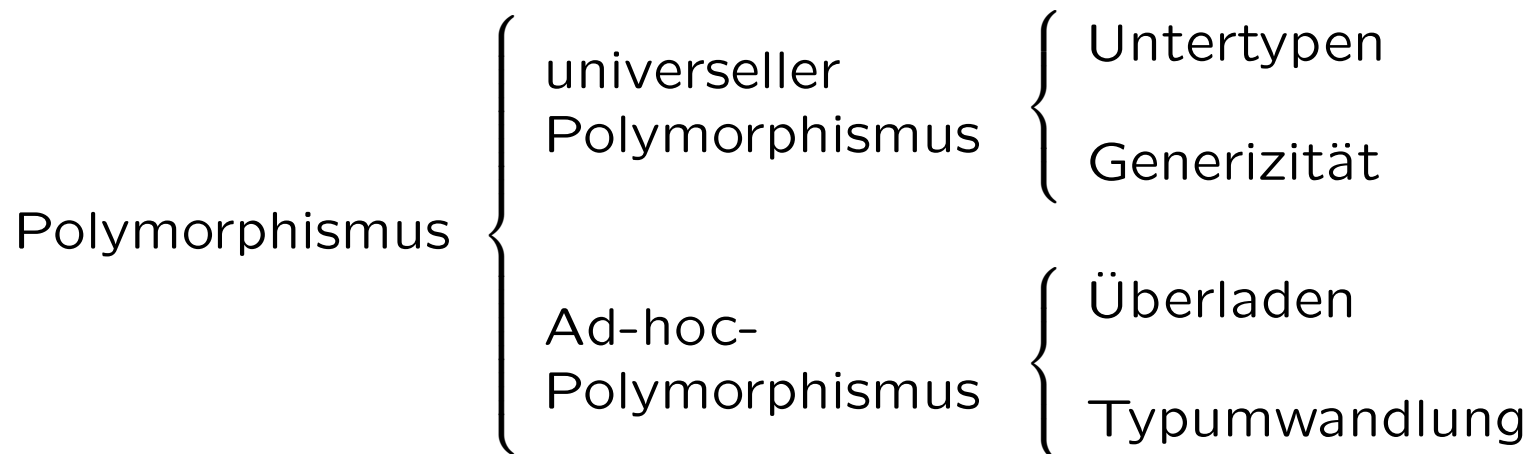 Polymorphismus
universeller
Polymorphismus
Untertypen
Generizität
Ad-hoc-
Polymorphismus
Überladen
Typumwandlung